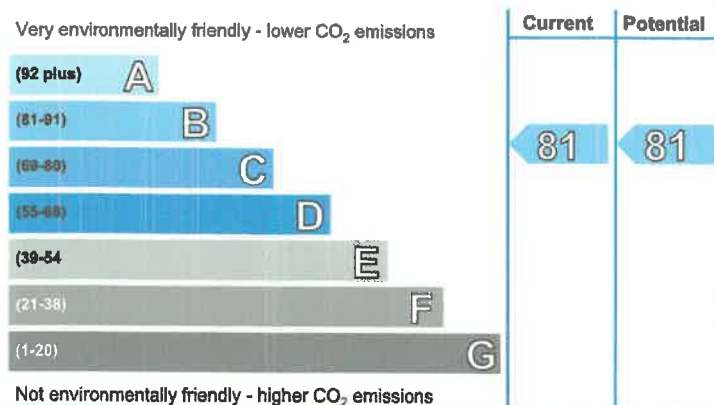 Very environmentally friendly - lower CO₂ emissions
Current
Potential
(92 plus) A
(81-91) B
81
81
(69-80) C
(55-68) D
(39-54 E
(21-38) F
(1-20) G
Not environmentally friendly - higher CO₂ emissions